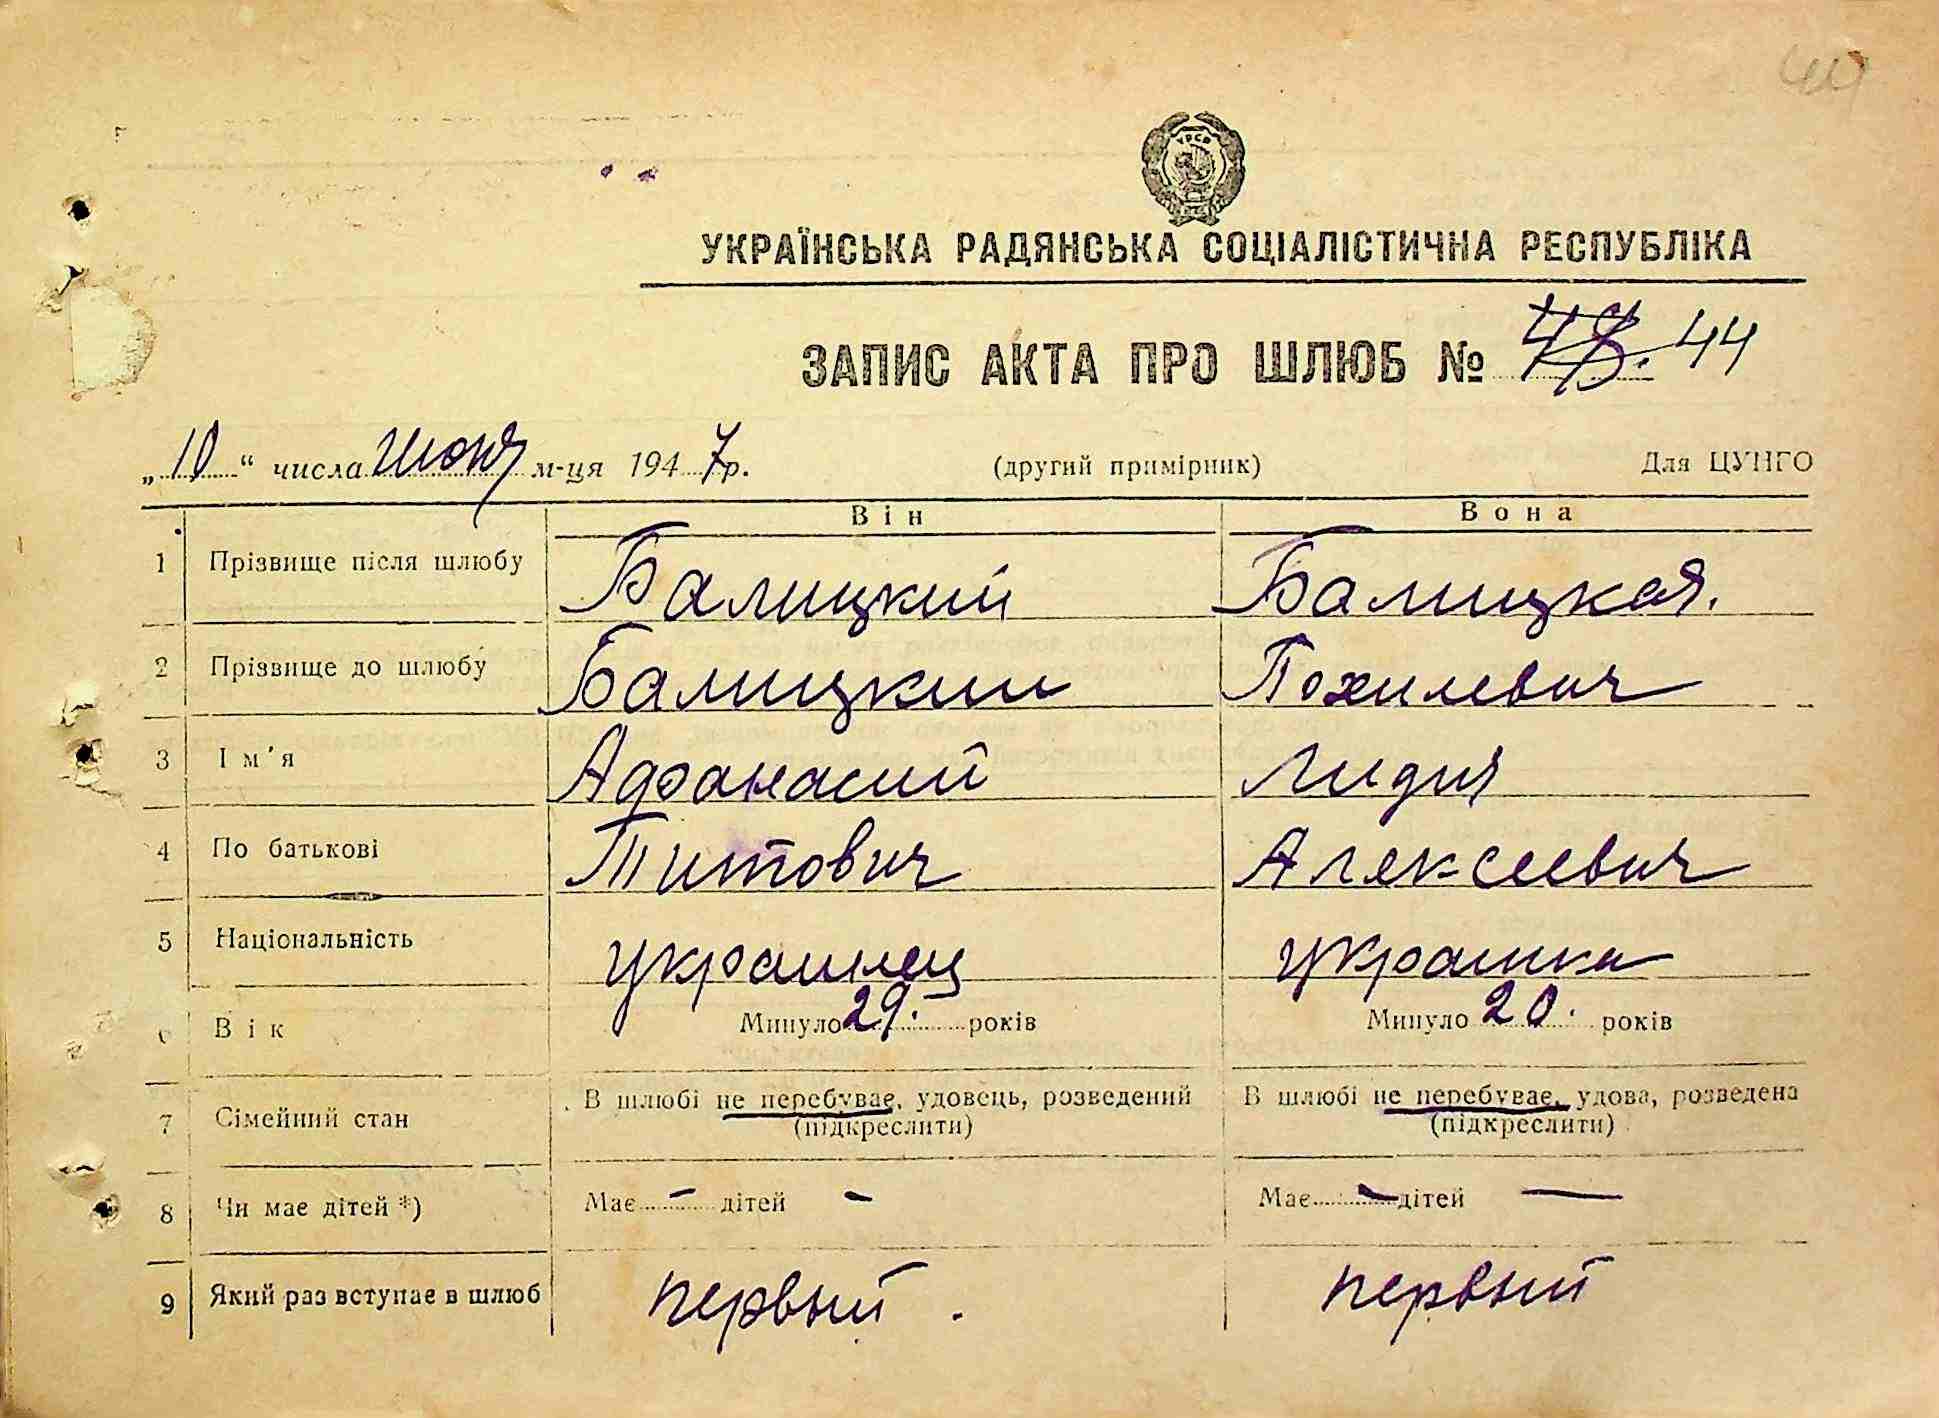 44
УРСР
УКРАЇНСЬКА РАДЯНСЬКА СОЦІАЛІСТИЧНА РЕСПУБЛІКА
ЗАПИС АКТА ПРО ШЛЮБ № 44
„10“ числа июня м-ця 1947р. (другий примірник) Для ЦУНГО
Він Вона
1 Прізвище після шлюбу Балицкий Балицкая.
2 Прізвище до шлюбу Балицкий Похилевич
3 Ім'я Афанасий Лидия
4 По батькові Титович Алексеевич
5 Національність украинец украинка
6 Вік Минуло 29. років Минуло 20. років
7 Сімейний стан В шлюбі не перебуває, удовець, розведений В шлюбі не перебуває, удова, розведена
(підкреслити) (підкреслити)
8 Чи має дітей *) Має – дітей – Має – дітей —
9 Який раз вступає в шлюб первый. первый